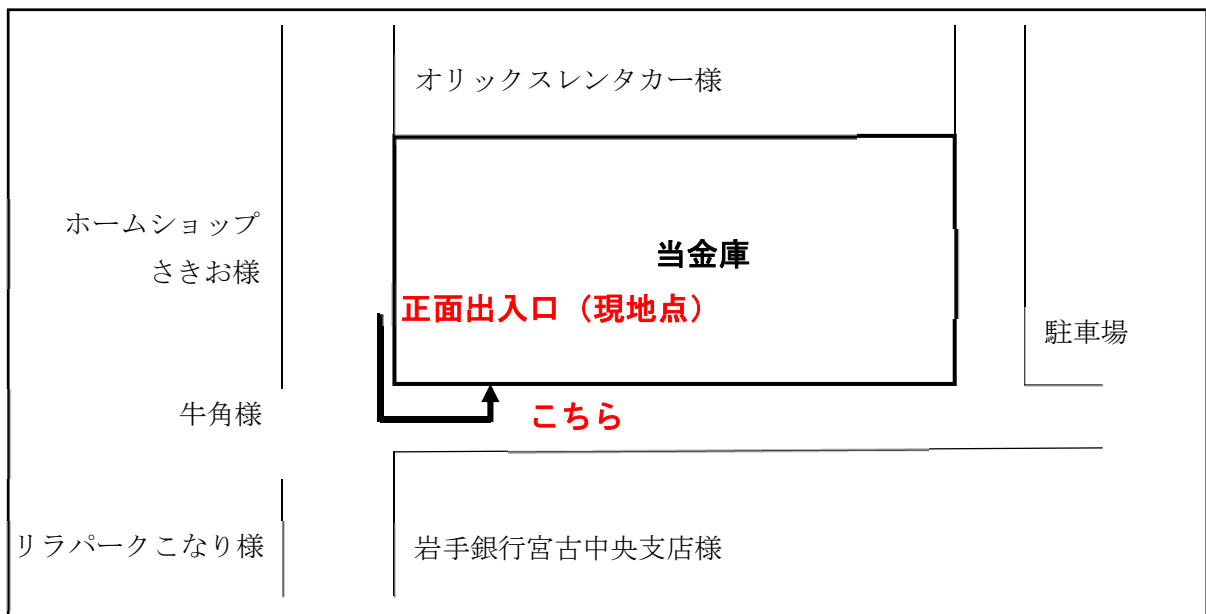 オリックスレンタカー様
ホームショップ
さきお様
当金庫
正面出入口（現地点）
駐車場
牛角様
こちら
リラパークこなり様
岩手銀行宮古中央支店様